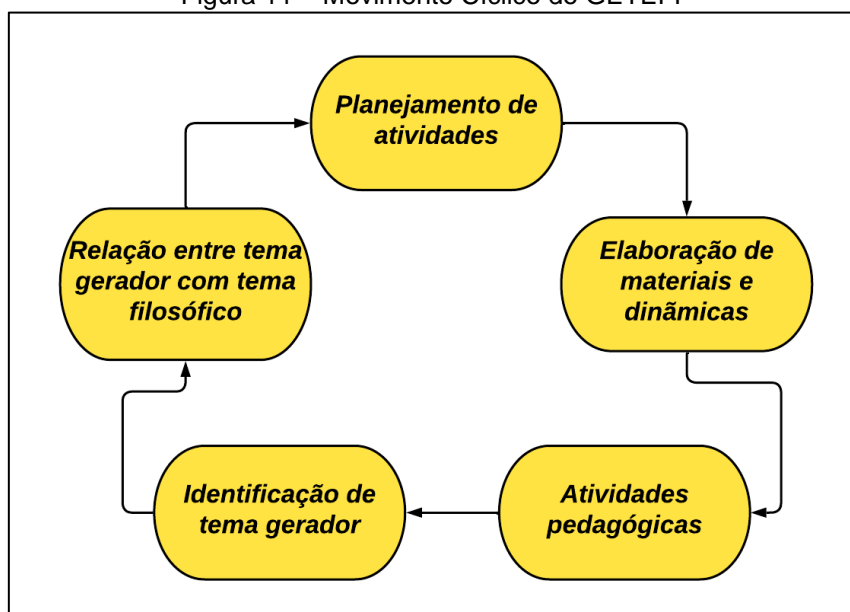 Planejamento de
atividades
Relação entre tema
gerador com tema
filosófico
Elaboração de
materiais e
dinãmicas
Identificação de
tema gerador
Atividades
pedagógicas